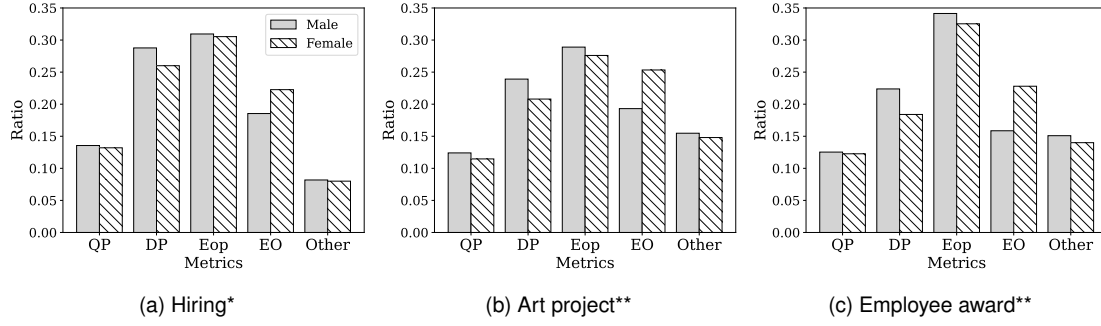 0.35
0.30
0.25
0.20
0.15
0.10
0.05
0.00
Ratio
Male
Female
QP DP Eop EO Other
Metrics
(a) Hiring*
0.35
0.30
0.25
0.20
0.15
0.10
0.05
0.00
Ratio
QP DP Eop EO Other
Metrics
(b) Art project**
0.35
0.30
0.25
0.20
0.15
0.10
0.05
0.00
Ratio
QP DP Eop EO Other
Metrics
(c) Employee award**